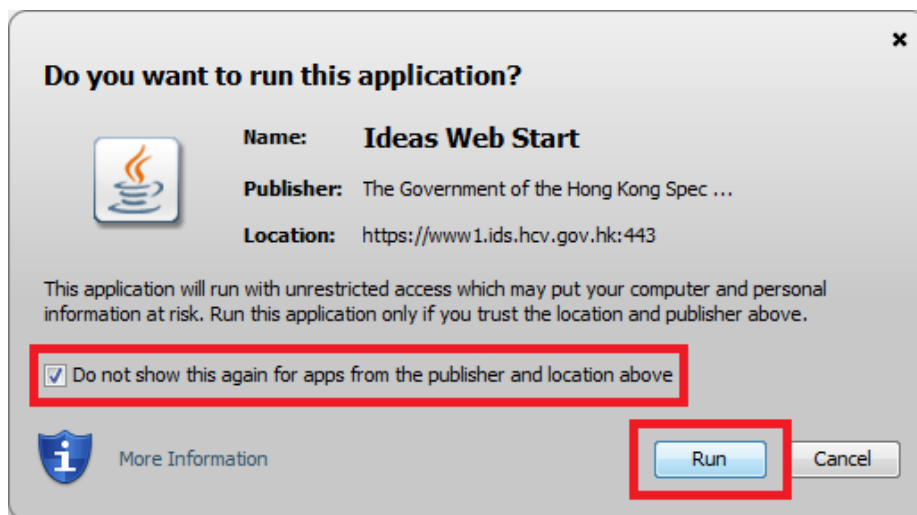 Do you want to run this application?
Name: Ideas Web Start
Publisher: The Government of the Hong Kong Spec ...
Location: https://www1.ids.hcv.gov.hk:443
This application will run with unrestricted access which may put your computer and personal
information at risk. Run this application only if you trust the location and publisher above.
Do not show this again for apps from the publisher and location above
More Information
Run
Cancel